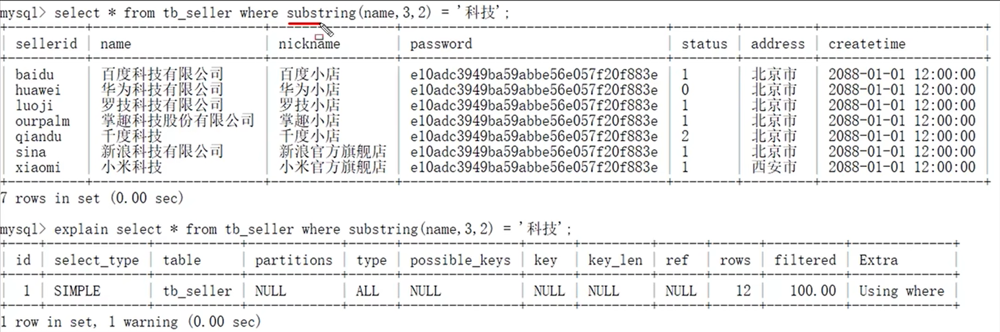 mysql> select * from tb_seller where substring(name,3,2) = '科技';
| sellerid | name | nickname | password | status | address | createtime |
| baidu | 百度科技有限公司 | 百度小店 | e10adc3949ba59abbe56e057f20f883e | 1 | 北京市 | 2088-01-01 12:00:00 |
| huawei | 华为科技有限公司 | 华为小店 | e10adc3949ba59abbe56e057f20f883e | 0 | 北京市 | 2088-01-01 12:00:00 |
| luoji | 罗技科技有限公司 | 罗技小店 | e10adc3949ba59abbe56e057f20f883e | 1 | 北京市 | 2088-01-01 12:00:00 |
| ourpalm | 掌趣科技股份有限公司 | 掌趣小店 | e10adc3949ba59abbe56e057f20f883e | 1 | 北京市 | 2088-01-01 12:00:00 |
| qiandu | 千度科技 | 千度小店 | e10adc3949ba59abbe56e057f20f883e | 2 | 北京市 | 2088-01-01 12:00:00 |
| sina | 新浪科技有限公司 | 新浪官方旗舰店 | e10adc3949ba59abbe56e057f20f883e | 1 | 北京市 | 2088-01-01 12:00:00 |
| xiaomi | 小米科技 | 小米官方旗舰店 | e10adc3949ba59abbe56e057f20f883e | 1 | 西安市 | 2088-01-01 12:00:00 |
7 rows in set (0.00 sec)
mysql> explain select * from tb_seller where substring(name,3,2) = '科技';
| id | select_type | table | partitions | type | possible_keys | key | key_len | ref | rows | filtered | Extra |
| 1 | SIMPLE | tb_seller | NULL | ALL | NULL | NULL | NULL | NULL | 12 | 100.00 | Using where |
1 row in set, 1 warning (0.00 sec)